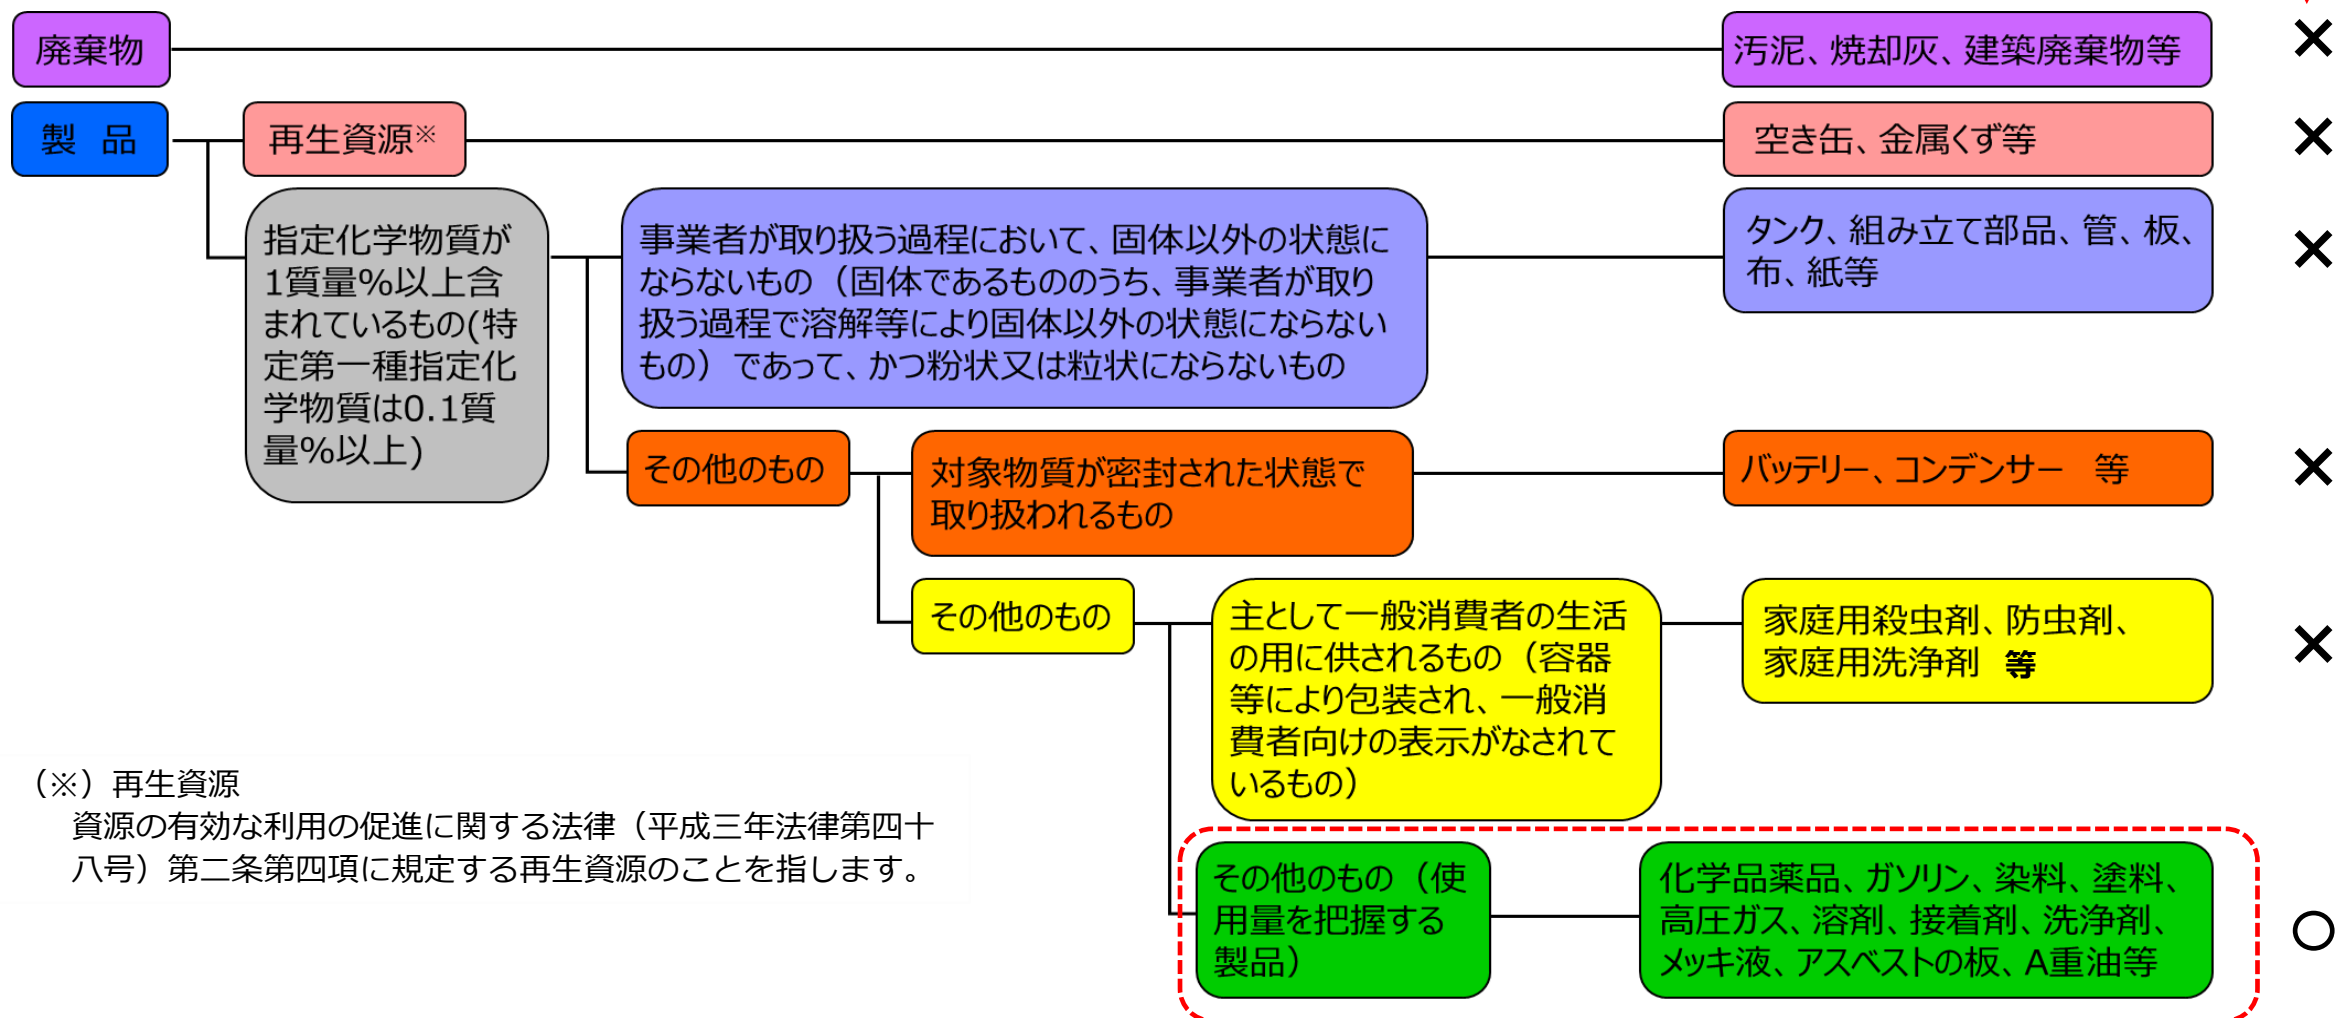 廃棄物
汚泥、焼却灰、建築廃棄物等
×
製　品
再生資源※
空き缶、金属くず等
×
指定化学物質が
1質量%以上含
まれているもの(特
定第一種指定化
学物質は0.1質
量%以上)
事業者が取り扱う過程において、固体以外の状態に
ならないもの（固体であるもののうち、事業者が取り
扱う過程で溶解等により固体以外の状態にならない
もの）であって、かつ粉状又は粒状にならないもの
タンク、組み立て部品、管、板、
布、紙等
×
その他のもの
対象物質が密封された状態で
取り扱われるもの
バッテリー、コンデンサー　等
×
その他のもの
主として一般消費者の生活
の用に供されるもの（容器
等により包装され、一般消
費者向けの表示がなされて
いるもの）
家庭用殺虫剤、防虫剤、
家庭用洗浄剤　等
×
（※）再生資源
資源の有効な利用の促進に関する法律（平成三年法律第四十
八号）第二条第四項に規定する再生資源のことを指します。
その他のもの（使
用量を把握する
製品）
化学品薬品、ガソリン、染料、塗料、
高圧ガス、溶剤、接着剤、洗浄剤、
メッキ液、アスベストの板、A重油等
○